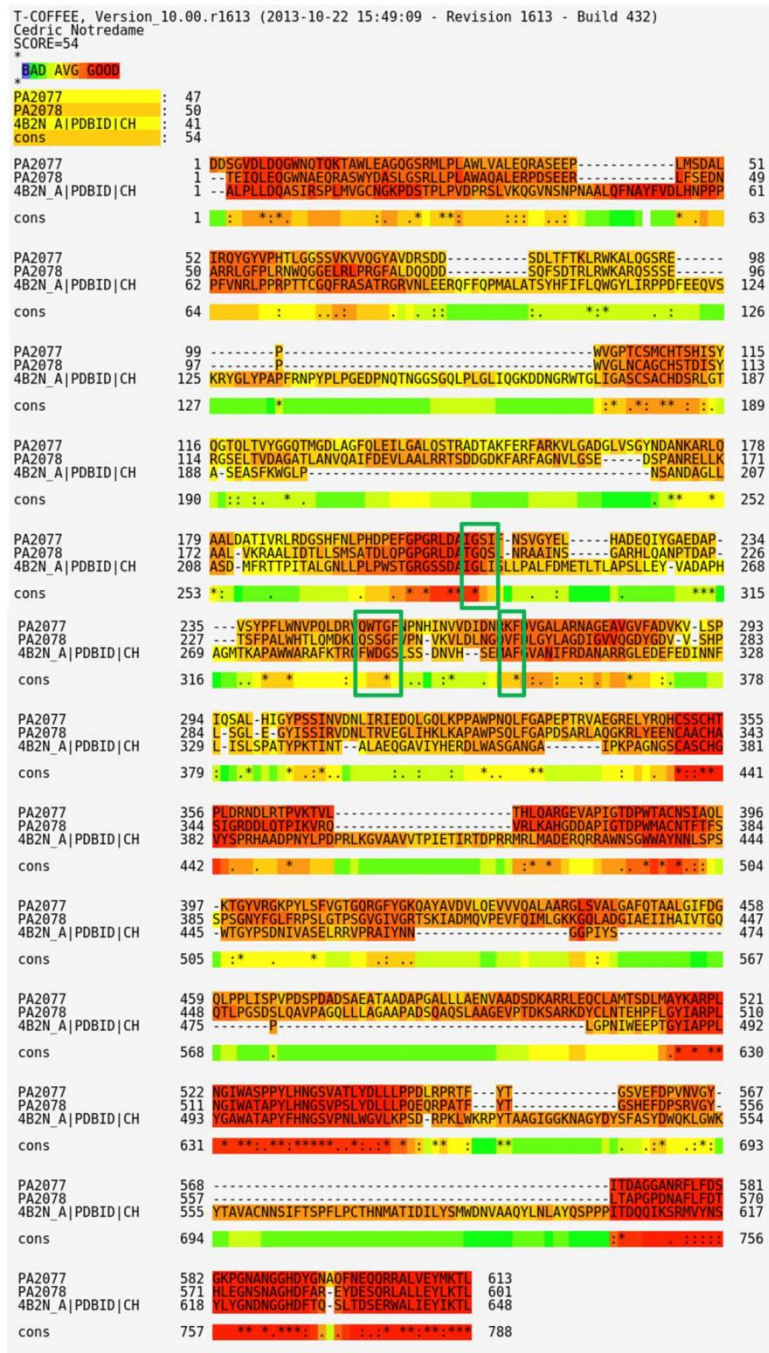 T-COFFEE, Version_10.00.r1613 (2013-10-22 15:49:09 - Revision 1613 - Build 432)
Cedric Notredame
SCORE=54
*
BAD AVG GOOD
*
PA2077 : 47
PA2078 : 50
4B2N_A|PDBID|CH : 41
cons : 54
PA2077 1 DDSGVDLDQGWNQTQKTAWLEAGQGSRMLPLAWLVALEQRASEEP------------LMSDAL 51
PA2078 1 -TEIQLEQGWNAEQRASWYDASLGSRLLPLAWAQALERPDSEER------------LFSEDN 49
4B2N_A|PDBID|CH 1 -ALPLLDQASIRSPLMVGCNGKPDSTPLPVDPRSLVKQGVNSNPNAALQFNAYFVDLHNPPP 61
cons 1 : *:*. :. .* **: ::: ..: * . 63
PA2077 52 IRQYGYVPHTLGGSSVKVVQGYAVDRSDD----------SDLTFTKLRWKALQGSRE------ 98
PA2078 50 ARRLGFPLRNWQGGELRLPRGFALDQQDD----------SQFSDTRLRWKARQSSSE------ 96
4B2N_A|PDBID|CH 62 PFVNRLPPRPTTCGQFRASATRGRVNLEERQFFQPMALATSYHFIFLQWGYLIRPPDFEEQVS 124
cons 64 : ...: . . :: :. *:* . : 126
PA2077 99 --------P--------------------------------------WVGPTCSMCHTSHISY 115
PA2078 97 --------P--------------------------------------WVGLNCAGCHSTDISY 113
4B2N_A|PDBID|CH 125 KRYGLYPAPFRNPYPLPGEDPNQTNGGSGQLPLGLIQGKDDNGRWTGLIGASCSACHDSRLGT 187
cons 127 * :* .*: ** : :. 189
PA2077 116 QGTQLTVYGGQTMGDLAGFQLEILGALQSTRADTAKFERFARKVLGADGLVSGYNDANKARLQ 178
PA2078 114 RGSELTVDAGATLANVQAIFDEVLAALRRTSDDGDKFARFAGNVLGSE-----DSPANRELLK 171
4B2N_A|PDBID|CH 188 A-SEASFKWGLP-----------------------------------NSANDAGLL 207
cons 190 :: :. * . . ** * 252
PA2077 179 AALDATIVRLRDGSHFNLPHDPEFGPGRLDAIGSIF-NSVGYEL-----HADEQIYGAEDAP- 234
PA2078 172 AAL-VKRAALIDTLLSMSATDLQPGPGRLDAIGQSF-NRAAINS-----GARHLQANPTDAP- 226
4B2N_A|PDBID|CH 208 ASD-MFRTTPITALGNLLPLPWSTGRGSSDAIGLISLLPALFDMETLTLAPSLLEY-VADAPH 268
cons 253 *: . * * **** . : . *** 315
PA2077 235 ---VSYPFLWNVPQLDRVQWTGFNPNHINVVDIDNRKFDVGALARNAGEAVGVFADVKV-LSP 293
PA2078 227 ---TSFPALWHTLQMDKLQSSGFVPN-VKVLDLNGQVFDLGYLAGDIGVVQGDYGDV-V-SHP 283
4B2N_A|PDBID|CH 269 AGMTKAPAWWARAFKTRQFWDGSLSS-DNVH--SEMAFGVANIFRDANARRGLEDEFEDINNF 328
cons 316 .. * * : * .. :* . *.:. : : . * :. 378
PA2077 294 IQSAL-HIGYPSSINVDNLIRIEDQLGQLKPPAWPNQLFGAPEPTRVAEGRELYRQHCSSCHT 355
PA2078 284 L-SGL-E-GYISSIRVDNLTRVEGLIHKLKAPAWPSQLFGAPDSARLAQGKRLYEENCAACHA 343
4B2N_A|PDBID|CH 329 L-ISLSPATYPKTINT--ALAEQGAVIYHERDLWASGANGA-------IPKPAGNGSCASCHG 381
cons 379 : .* * .:*. :. : : *.. ** : . *::** 441
PA2077 356 PLDRNDLRTPVKTVL----------------------THLQARGEVAPIGTDPWTACNSIAQL 396
PA2078 344 SIGRDDLQTPIKVRQ----------------------VRLKAHGDDAPIGTDPWMACNTFTFS 384
4B2N_A|PDBID|CH 382 VYSPRHAADPNYLPDPRLKGVAAVVTPIETIRTDPRRMRLMADERQRRAWNSGWWAYNNLSPS 444
cons 442 . . * :* * .. * * *.:: 504
PA2077 397 -KTGYVRGKPYLSFVGTGQRGFYGKQAYAVDVLQEVVVQALAARGLSVALGAFQTAALGIFDG 458
PA2078 385 SPSGNYFGLFRPSLGTPSGVGIVGRTSKIADMQVPEVFQIMLGKKGQLADGIAEIIHAIVTGQ 447
4B2N_A|PDBID|CH 445 -WTGYPSDNIVASELRRVPRAIYNN-------------------GGPIYS------------- 474
cons 505 :* . * .: .. : 567
PA2077 459 QLPPLISPVPDSPDADSAEATAADAPGALLLAENVAADSDKARRLEQCLAMTSDLMAYKARPL 521
PA2078 448 QTLPGSDSLQAVPAGQLLLAGAAPADSQAQSLAAGEVPTDKSARKDYCLNTEHPFLGYIARPL 510
4B2N_A|PDBID|CH 475 -------P--------------------------------------LGPNIWEEPTGYIAPPL 492
cons 568 . .* * ** 630
PA2077 522 NGIWASPPYLHNGSVATLYDLLLPPDLRPRTF---YT-------------GSVEFDPVNVGY- 567
PA2078 511 NGIWATAPYLHNGSVPSLYDLLLPQEQRPATF---YT-------------GSHEFDPSRVGY- 556
4B2N_A|PDBID|CH 493 YGAWATAPYFHNGSVPNLWGVLKPSD-RPKLWKRPYTAAGIGGKNAGYDYSFASYDWQKLGWK 554
cons 631 * **:.**:*****..*:.:* * : ** : ** . .:* .:*: 693
PA2077 568 -------------------------------------------------ITDAGGANRFLFDS 581
PA2078 557 -------------------------------------------------LTAPGPDNAFLFDT 570
4B2N_A|PDBID|CH 555 YTAVACNNSIFTSPFLPCTHNMATIDILYSMWDNVAAQYLNLAYQSPPPITDQQIKSRMVYNS 617
cons 694 :* . ::::: 756
PA2077 582 GKPGNANGGHDYGNAQFNEQQRRALVEYMKTL 613
PA2078 571 HLEGNSNAGHDFAR-EYDESQRLALLEYLKTL 601
4B2N_A|PDBID|CH 618 YLYGNDNGGHDFTQ-SLTDSERWALIEYIKTL 648
cons 757 ** *.***: . . :.:* **:**:*** 788